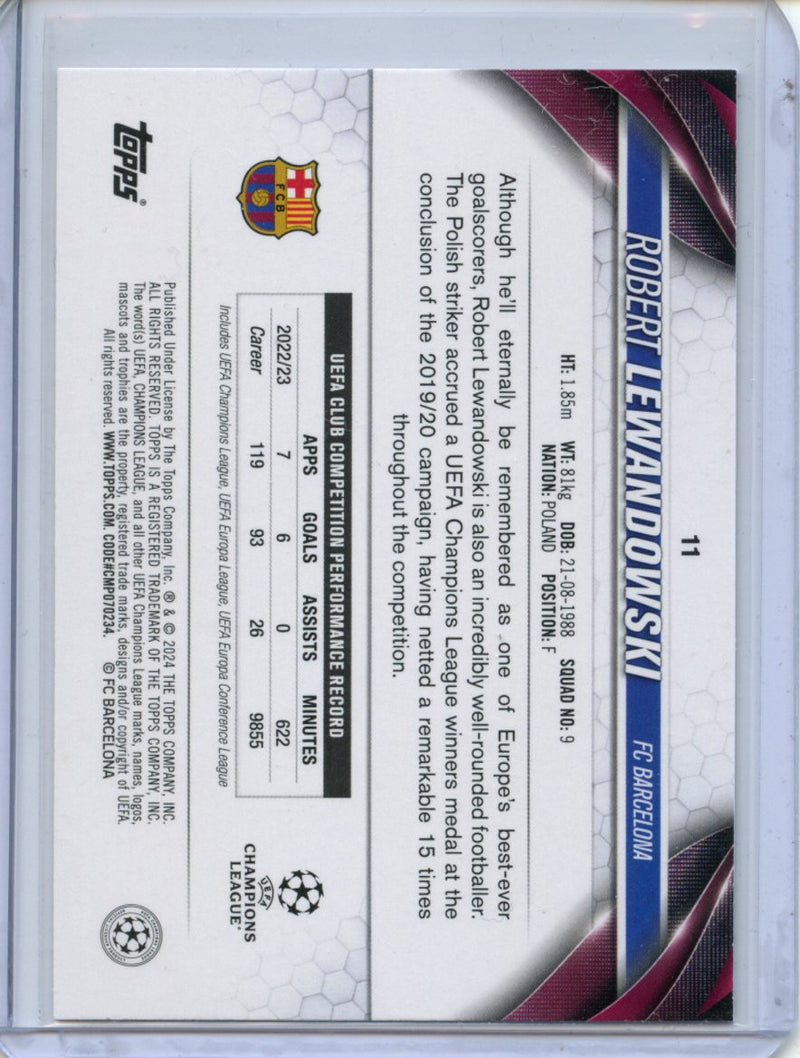 11
ROBERT LEWANDOWSKI FC BARCELONA
HT: 1.85m WT: 81kg DOB: 21-08-1988 SQUAD NO: 9
NATION: POLAND POSITION: F
Although he'll eternally be remembered as one of Europe's best-ever
goalscorers, Robert Lewandowski is also an incredibly well-rounded footballer.
The Polish striker accrued a UEFA Champions League winners medal at the
conclusion of the 2019/20 campaign, having netted a remarkable 15 times
throughout the competition.
FCB
UEFA CLUB COMPETITION PERFORMANCE RECORD
APPS GOALS ASSISTS MINUTES
2022/23 7 6 0 622
Career 119 93 26 9855
Includes UEFA Champions League, UEFA Europa League, UEFA Europa Conference League
UEFA
CHAMPIONS
LEAGUE®
topps®
Published Under License by The Topps Company, Inc. ® & © 2024 THE TOPPS COMPANY, INC.
ALL RIGHTS RESERVED. TOPPS IS A REGISTERED TRADEMARK OF THE TOPPS COMPANY, INC.
The word(s) UEFA, CHAMPIONS LEAGUE, and all other UEFA Champions League marks, names, logos,
mascots and trophies are the property, registered trade marks, designs and/or copyright of UEFA.
All rights reserved. WWW.TOPPS.COM. CODE#CMP070234. © FC BARCELONA